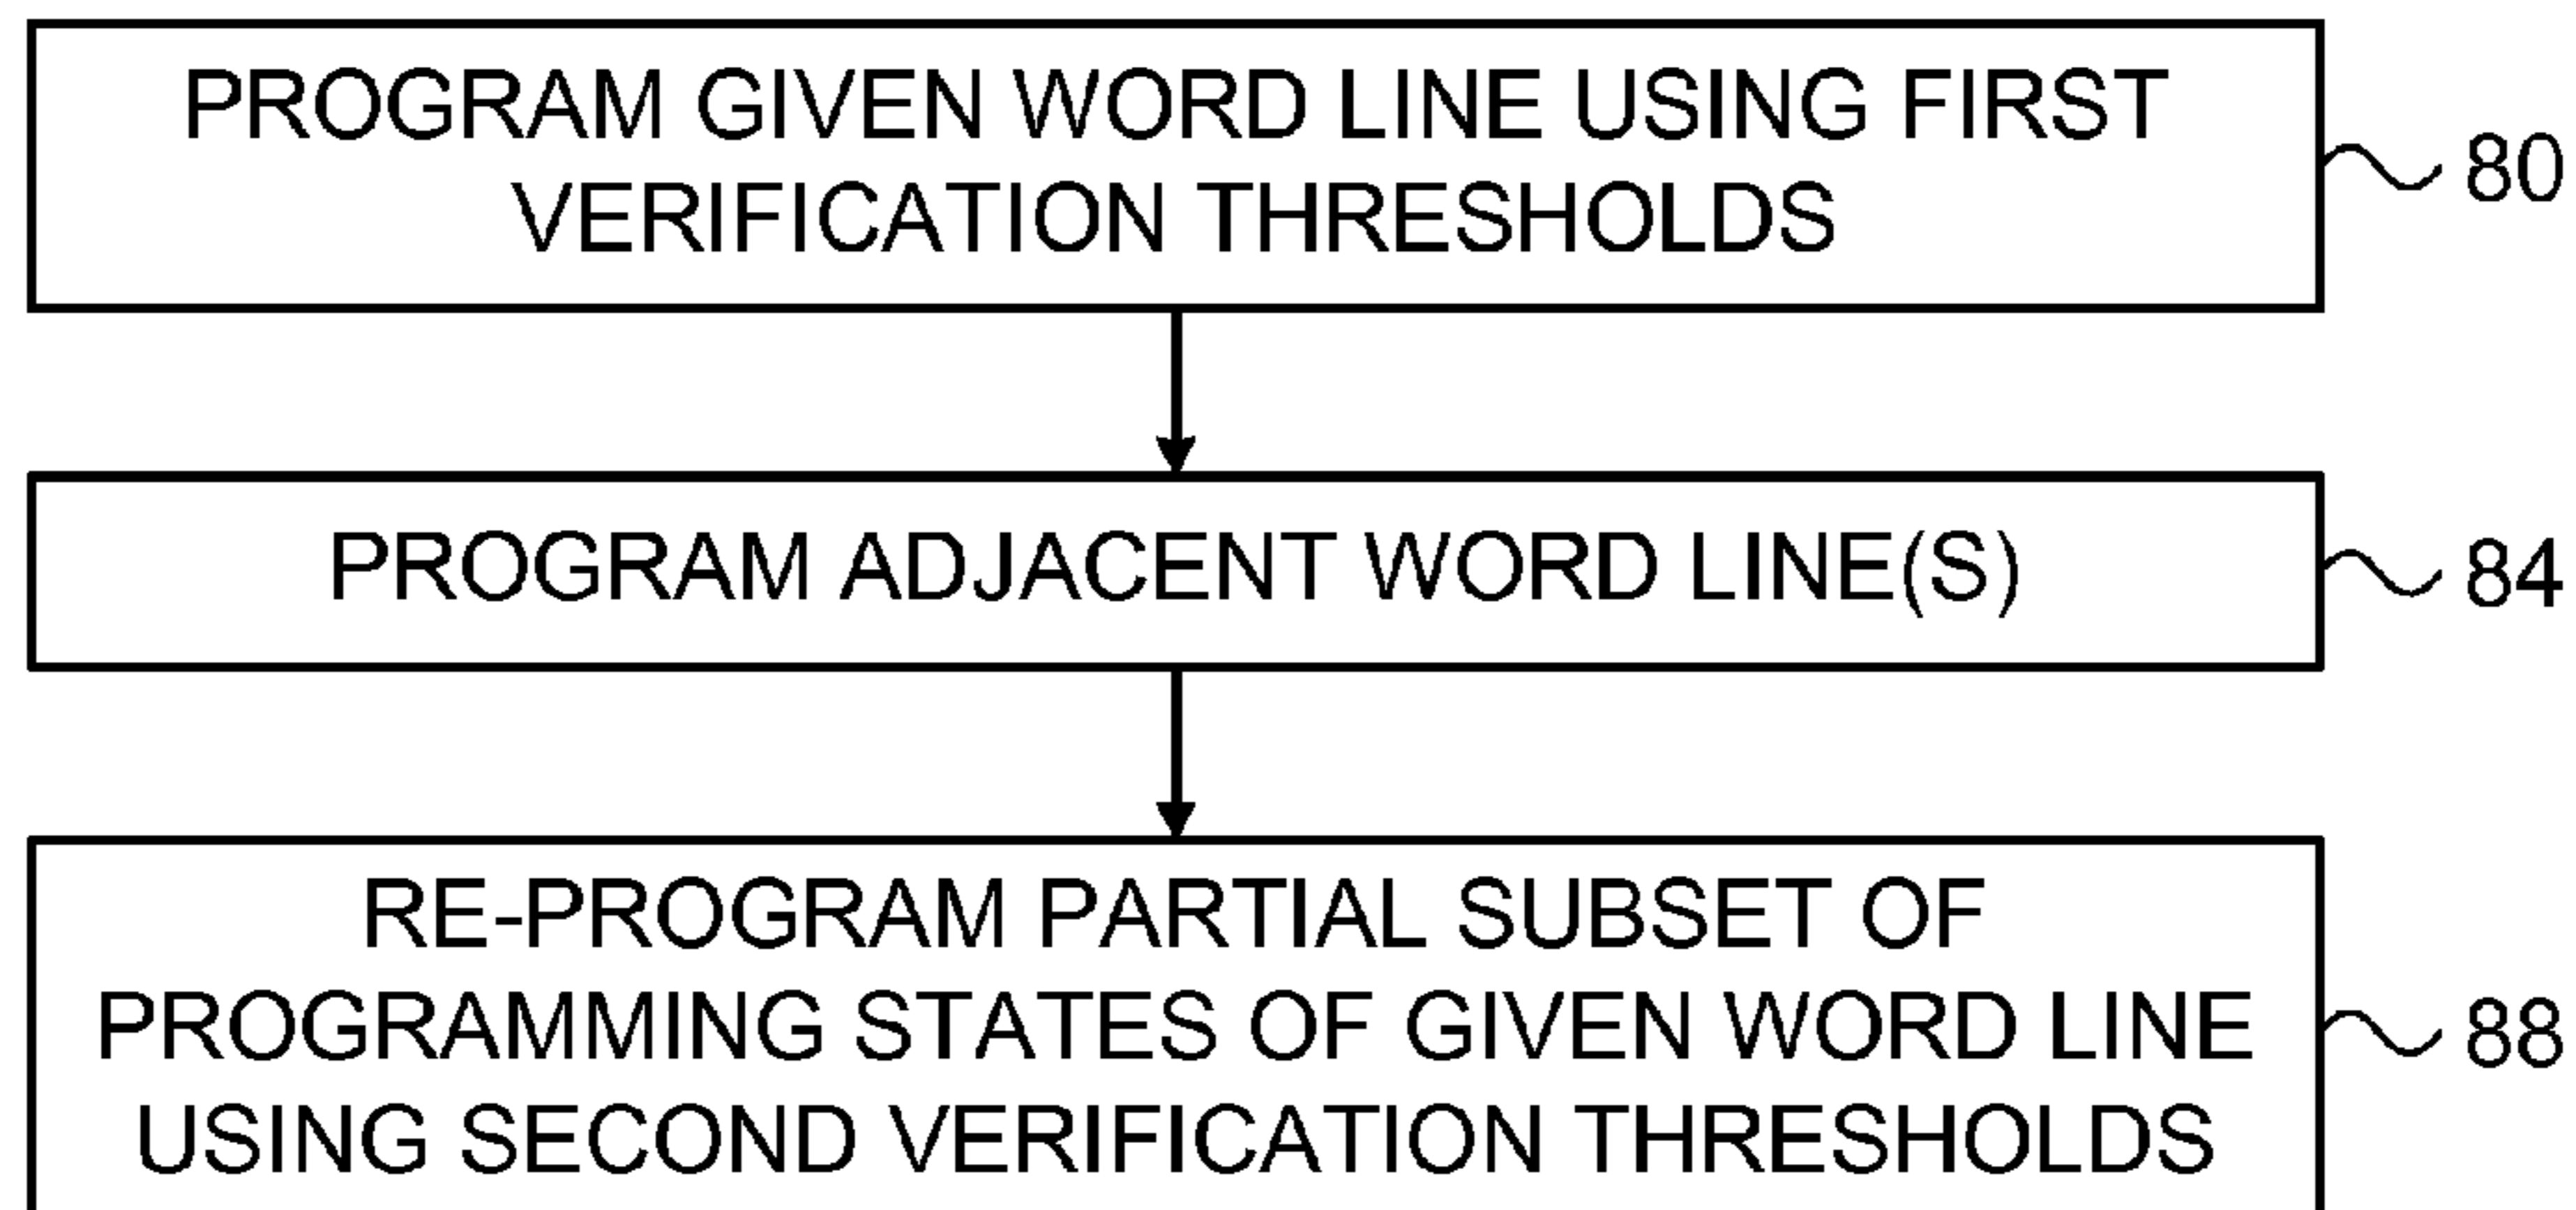 PROGRAM GIVEN WORD LINE USING FIRST
VERIFICATION THRESHOLDS
80
PROGRAM ADJACENT WORD LINE(S)
84
RE-PROGRAM PARTIAL SUBSET OF
PROGRAMMING STATES OF GIVEN WORD LINE
USING SECOND VERIFICATION THRESHOLDS
88